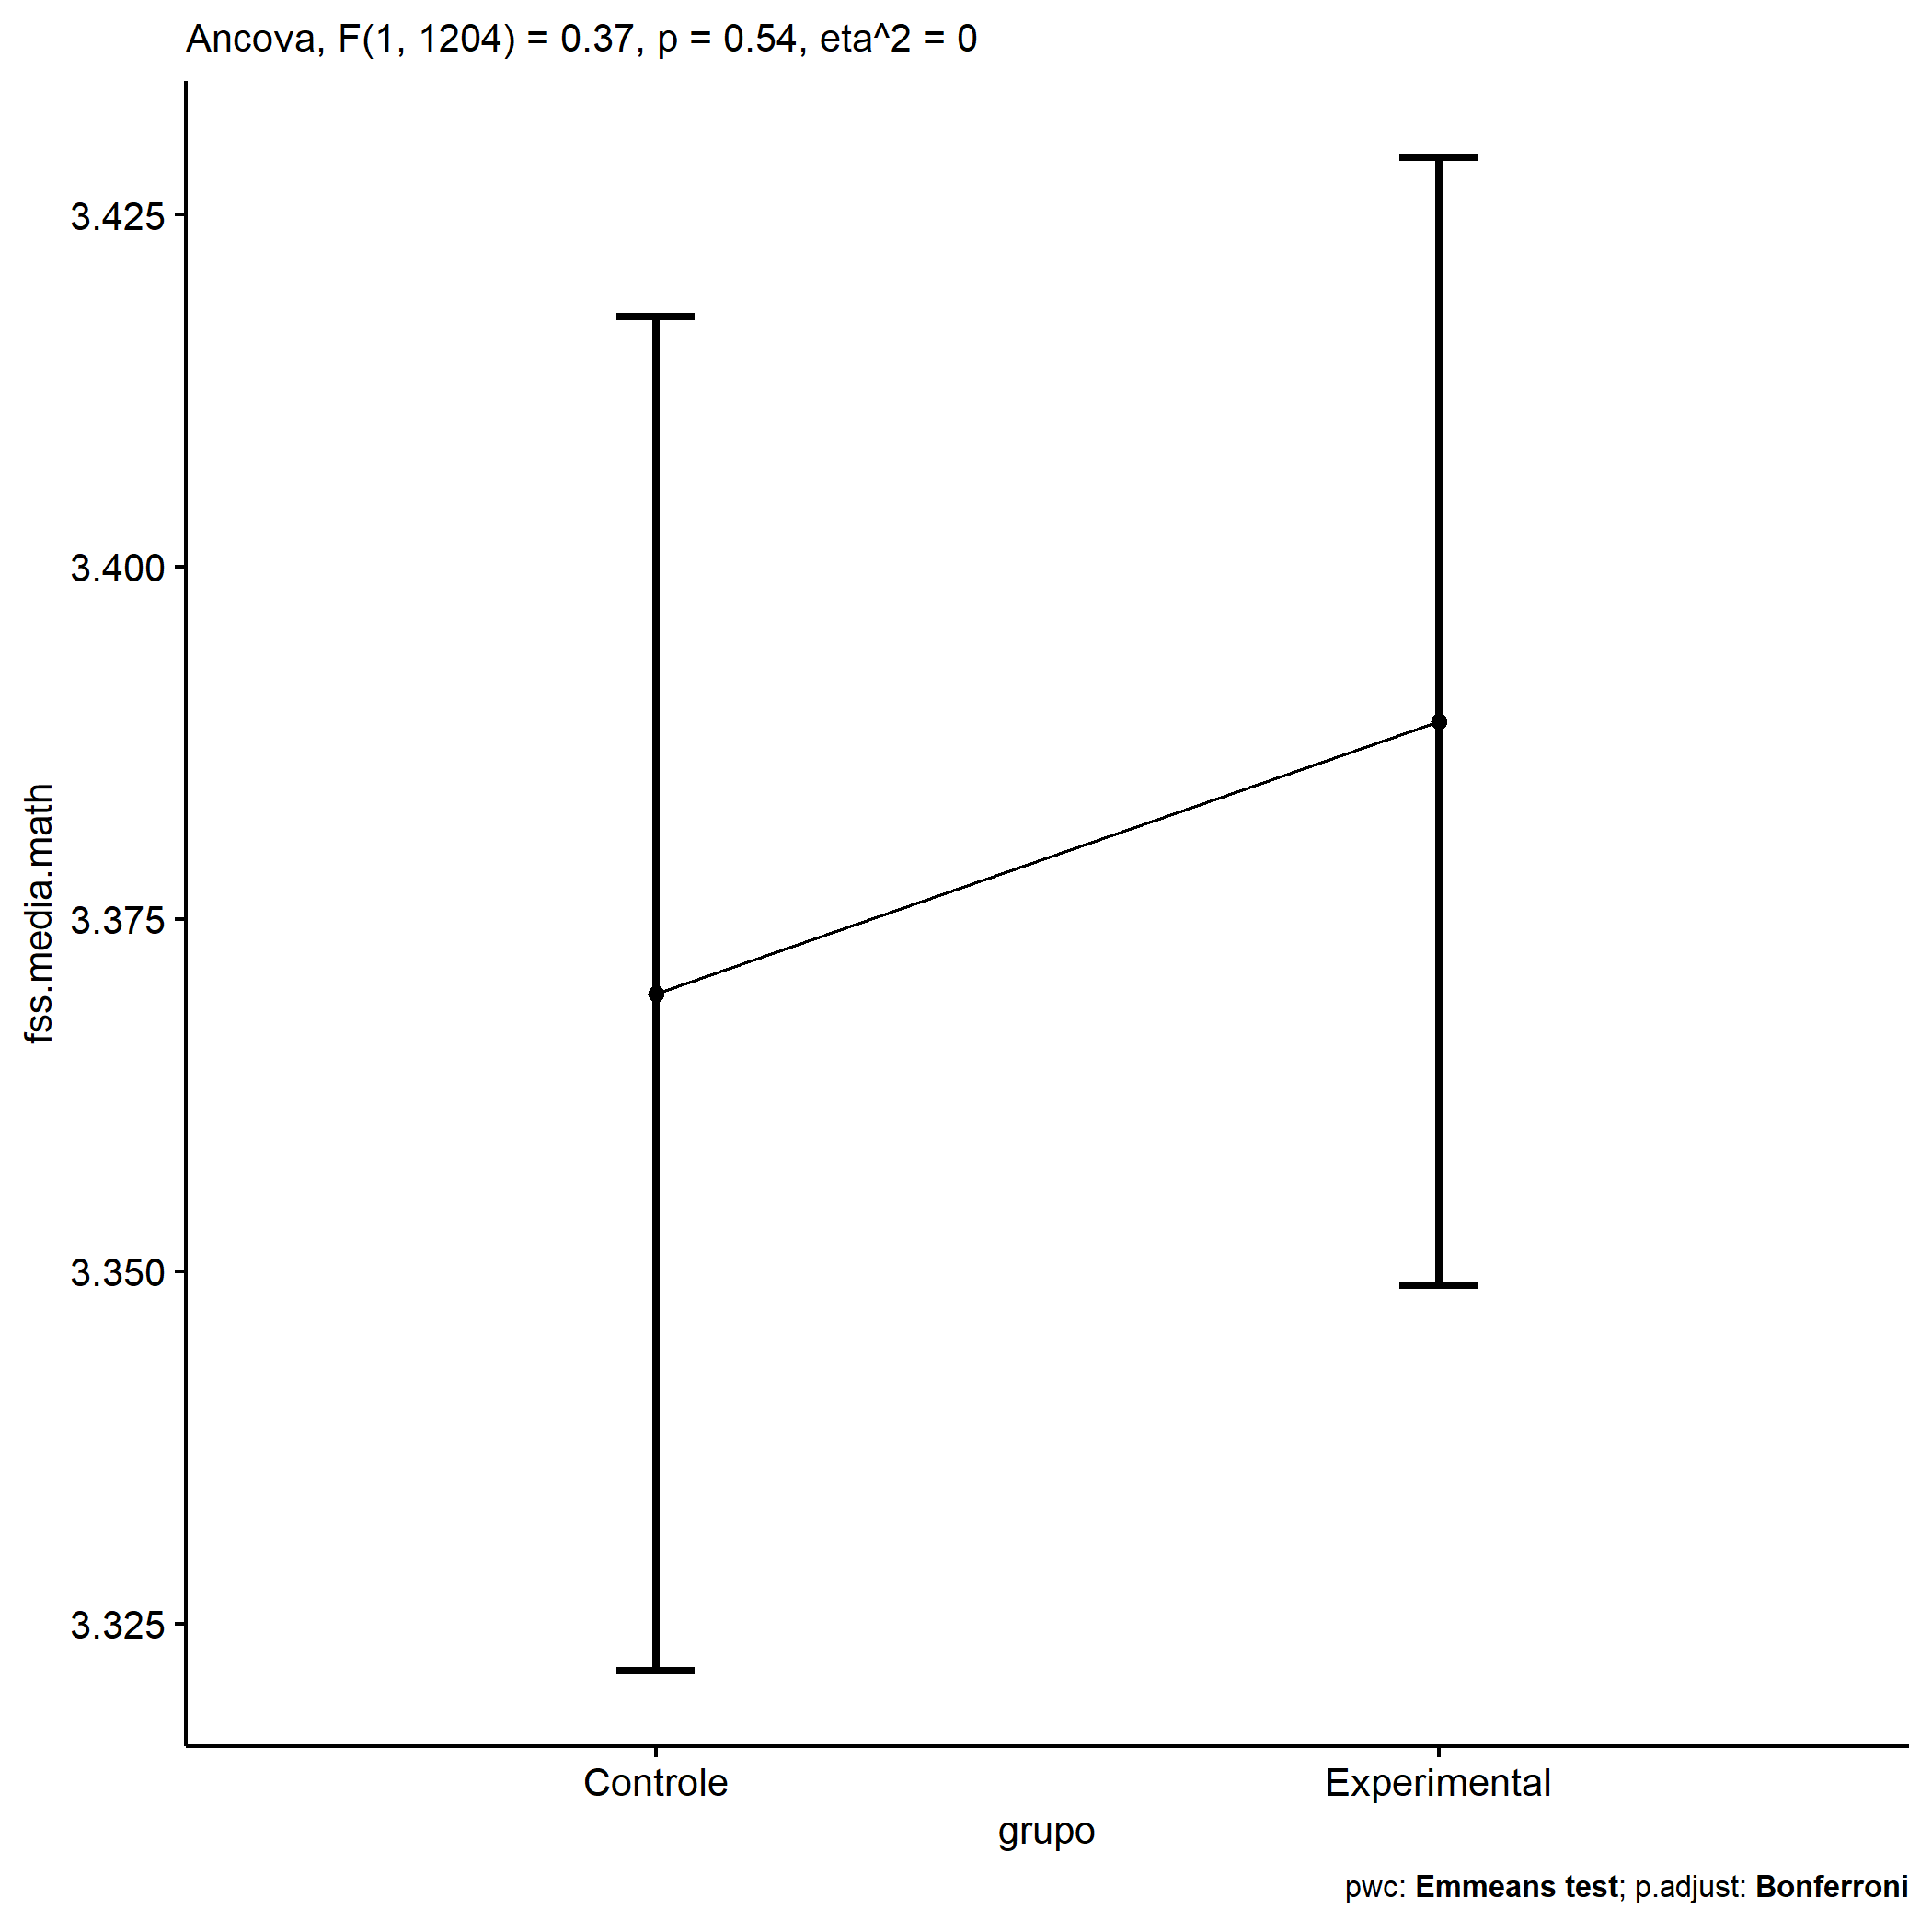 Ancova, F(1, 1204) = 0.37, p = 0.54, eta^2 = 0
fss.media.math
3.425
3.400
3.375
3.350
3.325
Controle
Experimental
grupo
pwc: Emmeans test; p.adjust: Bonferroni